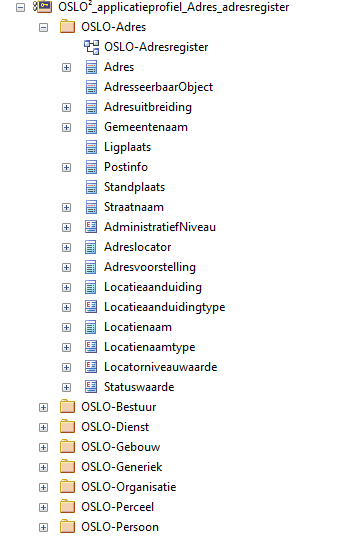 OSLO²_applicatieprofiel_Adres_adresregister
OSLO-Adres
OSLO-Adresregister
Adres
AdresseerbaarObject
Adresuitbreiding
Gemeentenaam
Ligplaats
Postinfo
Standplaats
Straatnaam
AdministratiefNiveau
Adreslocator
Adresvoorstelling
Locatieaanduiding
Locatieaanduidingtype
Locatienaam
Locatienaamtype
Locatorniveauwaarde
Statuswaarde
OSLO-Bestuur
OSLO-Dienst
OSLO-Gebouw
OSLO-Generiek
OSLO-Organisatie
OSLO-Perceel
OSLO-Persoon